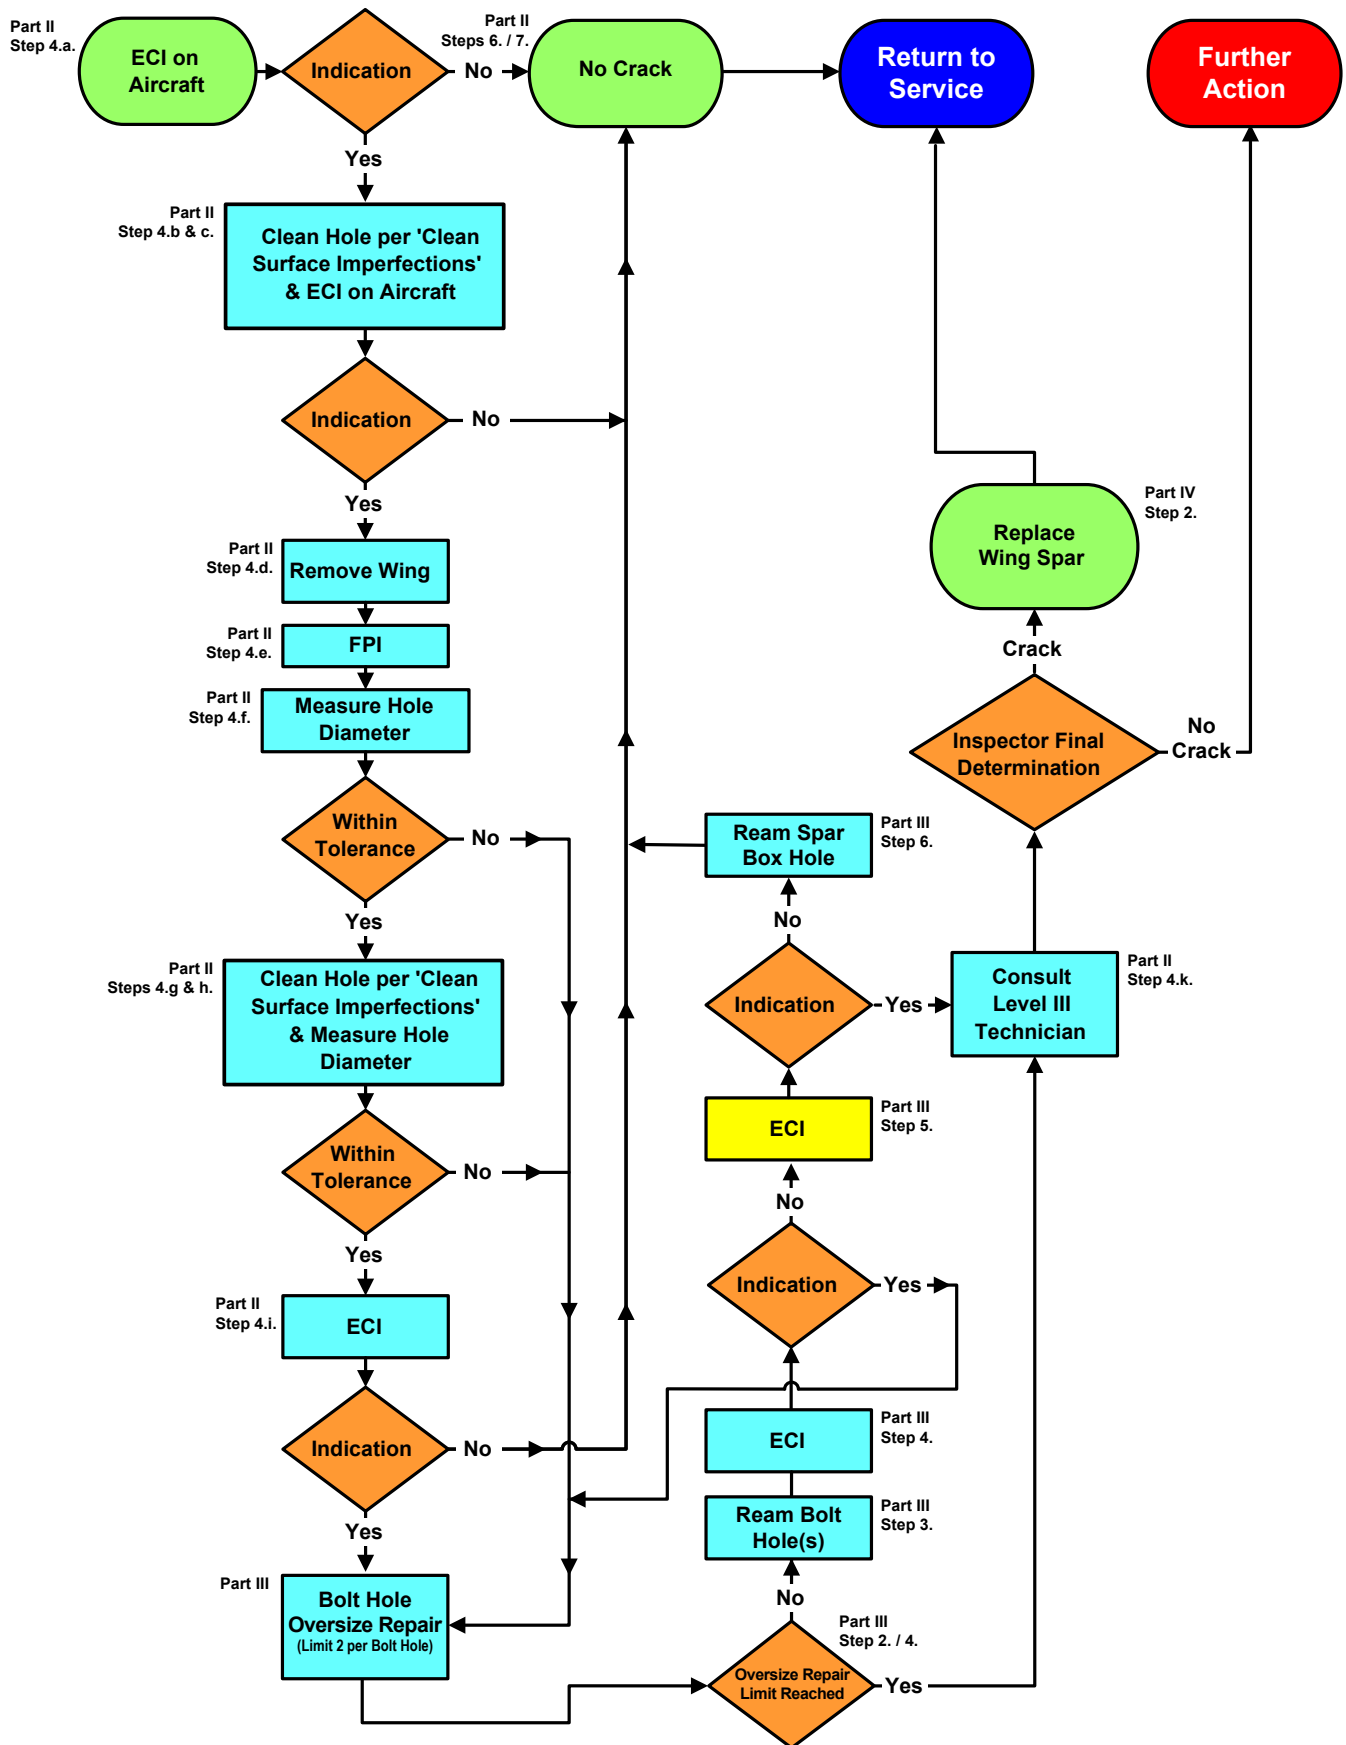 Part II
Step 4.a.
ECI on
Aircraft
Indication
No
Part II
Steps 6. / 7.
No Crack
Return to
Service
Further
Action
Yes
Part II
Step 4.b & c.
Clean Hole per 'Clean
Surface Imperfections'
& ECI on Aircraft
Indication
No
Yes
Part II
Step 4.d.
Remove Wing
Part II
Step 4.e.
FPI
Part II
Step 4.f.
Measure Hole
Diameter
Within
Tolerance
No
Yes
Part II
Steps 4.g & h.
Clean Hole per 'Clean
Surface Imperfections'
& Measure Hole
Diameter
Within
Tolerance
No
Yes
Part II
Step 4.i.
ECI
Indication
No
Yes
Part III
Bolt Hole
Oversize Repair
(Limit 2 per Bolt Hole)
Part III
Step 2. / 4.
Oversize Repair
Limit Reached
Yes
No
Ream Bolt
Hole(s)
Part III
Step 3.
ECI
Part III
Step 4.
Indication
Yes
No
ECI
Part III
Step 5.
Indication
Yes
No
Ream Spar
Box Hole
Part III
Step 6.
Consult
Level III
Technician
Part II
Step 4.k.
Inspector Final
Determination
No
Crack
Crack
Replace
Wing Spar
Part IV
Step 2.